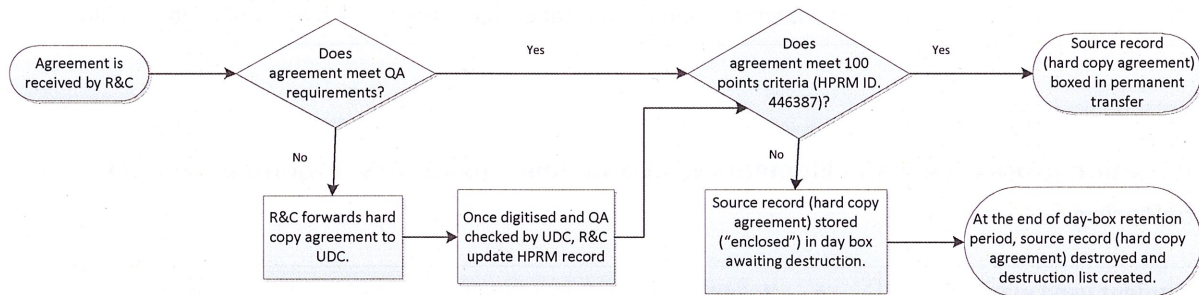 Agreement is
received by R&C
Does
agreement meet QA
requirements?
Yes
Does
agreement meet 100
points criteria (HPRM ID.
446387)?
Yes
Source record
(hard copy agreement)
boxed in permanent
transfer
No
R&C forwards hard
copy agreement to
UDC.
Once digitised and QA
checked by UDC, R&C
update HPRM record
No
Source record (hard copy
agreement) stored
("enclosed") in day box
awaiting destruction.
At the end of day-box retention
period, source record (hard copy
agreement) destroyed and
destruction list created.